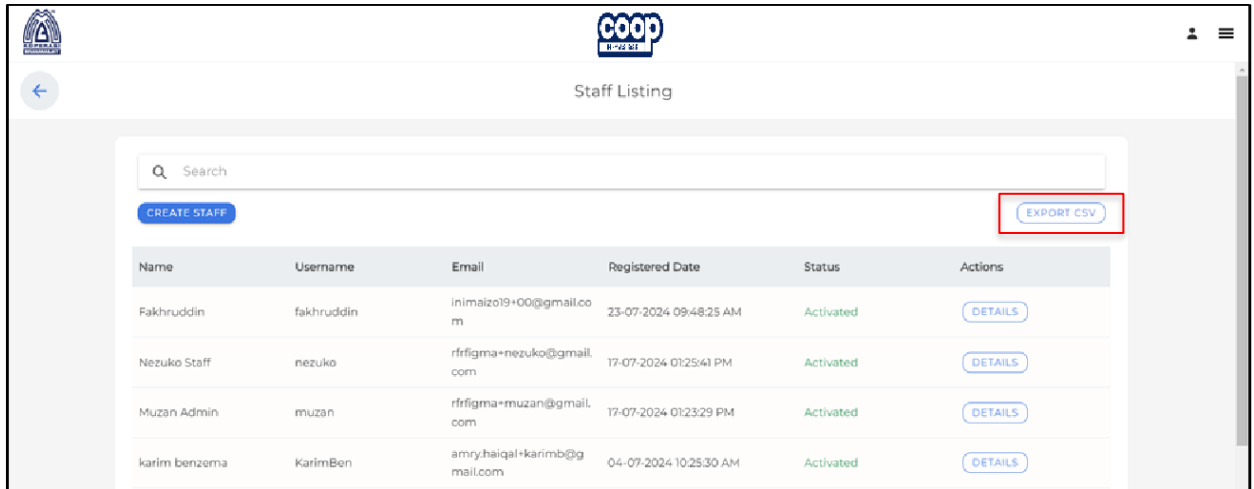 KOPERASI
coop
Staff Listing
Search
CREATE STAFF
EXPORT CSV
Name Username Email Registered Date Status Actions
Fakhruddin fakhruddin inimaizo19+00@gmail.co 23-07-2024 09:48:25 AM Activated DETAILS
m
Nezuko Staff nezuko rfrfigma+nezuko@gmail. 17-07-2024 01:25:41 PM Activated DETAILS
com
Muzan Admin muzan rfrfigma+muzan@gmail. 17-07-2024 01:23:29 PM Activated DETAILS
com
karim benzema KarimBen amry.haiqal+karimb@g 04-07-2024 10:25:30 AM Activated DETAILS
mail.com